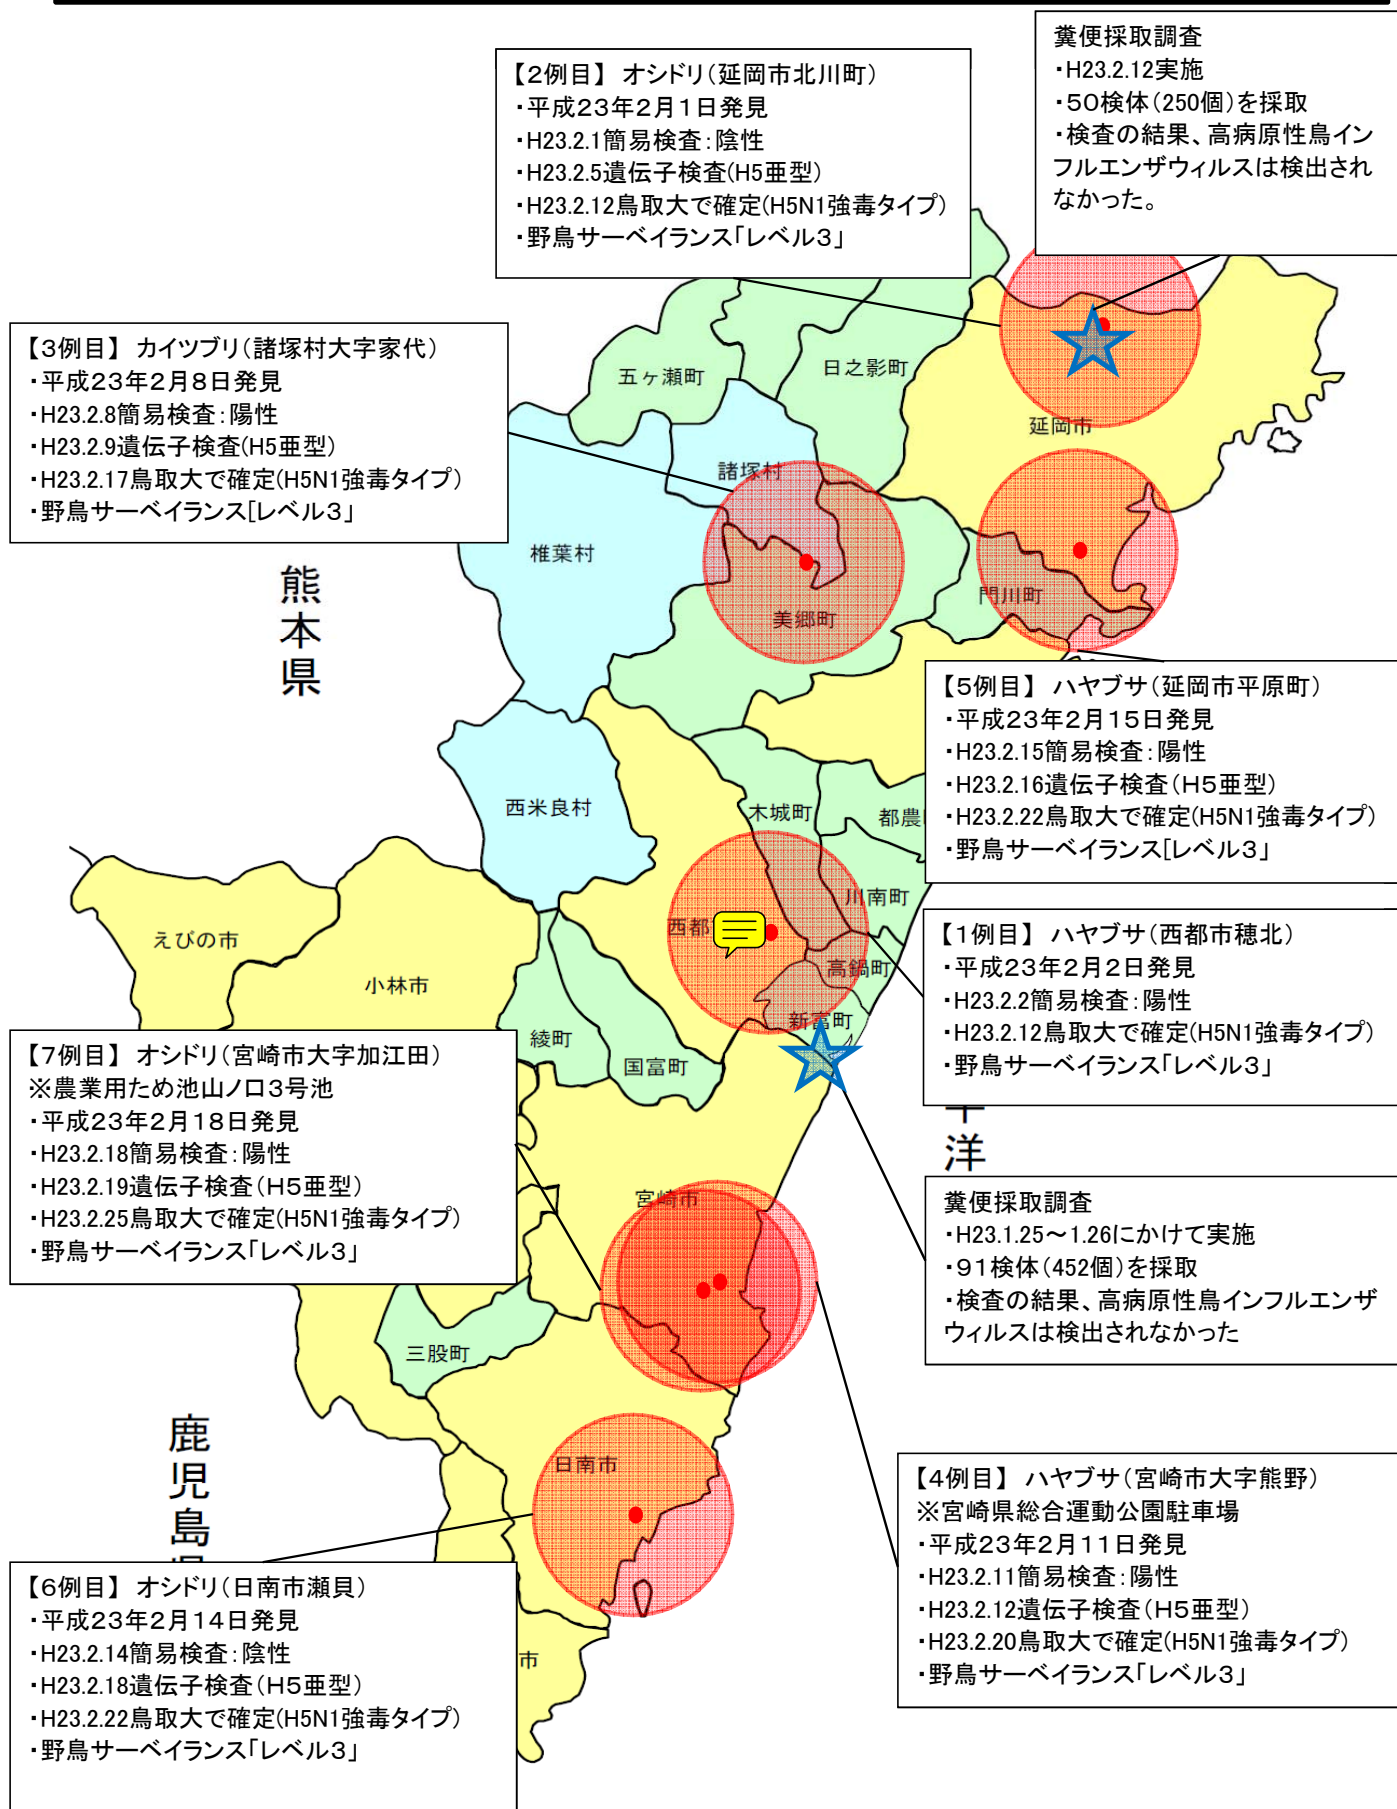 糞便採取調査
・H23.2.12実施
・50検体(250個)を採取
・検査の結果、高病原性鳥イン
フルエンザウィルスは検出され
なかった。
【2例目】 オシドリ(延岡市北川町)
・平成23年2月1日発見
・H23.2.1簡易検査:陰性
・H23.2.5遺伝子検査(H5亜型)
・H23.2.12鳥取大で確定(H5N1強毒タイプ)
・野鳥サーベイランス「レベル3」
【3例目】 カイツブリ(諸塚村大字家代)
・平成23年2月8日発見
・H23.2.8簡易検査:陽性
・H23.2.9遺伝子検査(H5亜型)
・H23.2.17鳥取大で確定(H5N1強毒タイプ)
・野鳥サーベイランス[レベル3」
五ヶ瀬町
日之影町
延岡市
諸塚村
椎葉村
熊本県
美郷町
門川町
【5例目】 ハヤブサ(延岡市平原町)
・平成23年2月15日発見
・H23.2.15簡易検査:陽性
・H23.2.16遺伝子検査(H5亜型)
・H23.2.22鳥取大で確定(H5N1強毒タイプ)
・野鳥サーベイランス[レベル3」
西米良村
木城町
都農
川南町
西都
えびの市
小林市
高鍋町
新富町
綾町
国富町
【1例目】 ハヤブサ(西都市穂北)
・平成23年2月2日発見
・H23.2.2簡易検査:陽性
・H23.2.12鳥取大で確定(H5N1強毒タイプ)
・野鳥サーベイランス「レベル3」
洋
【7例目】 オシドリ(宮崎市大字加江田)
※農業用ため池山ノ口3号池
・平成23年2月18日発見
・H23.2.18簡易検査:陽性
・H23.2.19遺伝子検査(H5亜型)
・H23.2.25鳥取大で確定(H5N1強毒タイプ)
・野鳥サーベイランス「レベル3」
宮崎市
糞便採取調査
・H23.1.25～1.26にかけて実施
・91検体(452個)を採取
・検査の結果、高病原性鳥インフルエンザ
ウィルスは検出されなかった
三股町
鹿児島
日南市
【4例目】 ハヤブサ(宮崎市大字熊野)
※宮崎県総合運動公園駐車場
・平成23年2月11日発見
・H23.2.11簡易検査:陽性
・H23.2.12遺伝子検査(H5亜型)
・H23.2.20鳥取大で確定(H5N1強毒タイプ)
・野鳥サーベイランス「レベル3」
【6例目】 オシドリ(日南市瀬貝)
・平成23年2月14日発見
・H23.2.14簡易検査:陰性
・H23.2.18遺伝子検査(H5亜型)
・H23.2.22鳥取大で確定(H5N1強毒タイプ)
・野鳥サーベイランス「レベル3」
市